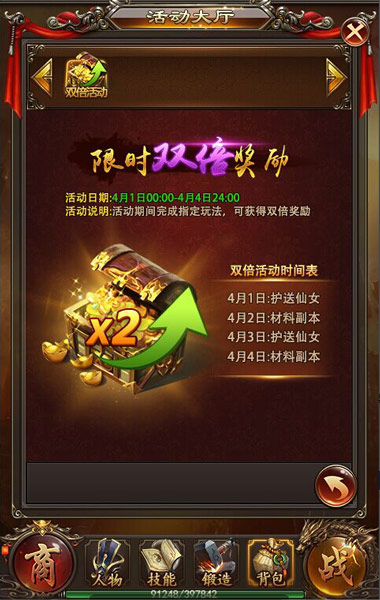 活动大厅
双倍活动
限时双倍奖励
活动日期:4月1日00:00-4月4日24:00
活动说明:活动期间完成指定玩法，可获得双倍奖励
x2
双倍活动时间表
4月1日:护送仙女
4月2日:材料副本
4月3日:护送仙女
4月4日:材料副本
商
人物
技能
锻造
背包
战
91248/397842